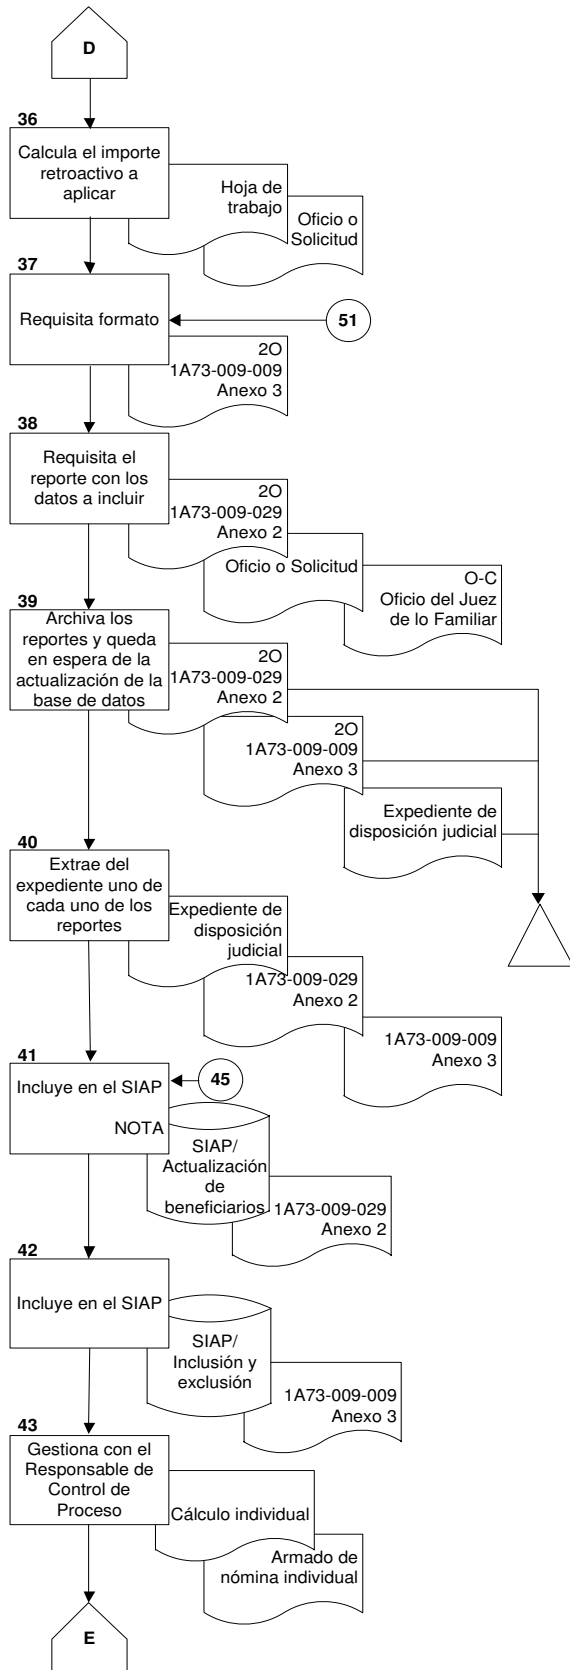 D
36
Calcula el importe
retroactivo a
aplicar
Hoja de
trabajo
Oficio o
Solicitud
37
Requisita formato
51
2O
1A73-009-009
Anexo 3
38
Requisita el
reporte con los
datos a incluir
2O
1A73-009-029
Anexo 2
Oficio o Solicitud
O-C
Oficio del Juez
de lo Familiar
39
Archiva los
reportes y queda
en espera de la
actualización de la
base de datos
2O
1A73-009-029
Anexo 2
2O
1A73-009-009
Anexo 3
Expediente de
disposición judicial
40
Extrae del
expediente uno de
cada uno de los
reportes
Expediente de
disposición
judicial
1A73-009-029
Anexo 2
1A73-009-009
Anexo 3
41
Incluye en el SIAP
NOTA
45
SIAP/
Actualización
de
beneficiarios
1A73-009-029
Anexo 2
42
Incluye en el SIAP
SIAP/
Inclusión y
exclusión
1A73-009-009
Anexo 3
43
Gestiona con el
Responsable de
Control de
Proceso
Cálculo individual
Armado de
nómina individual
E